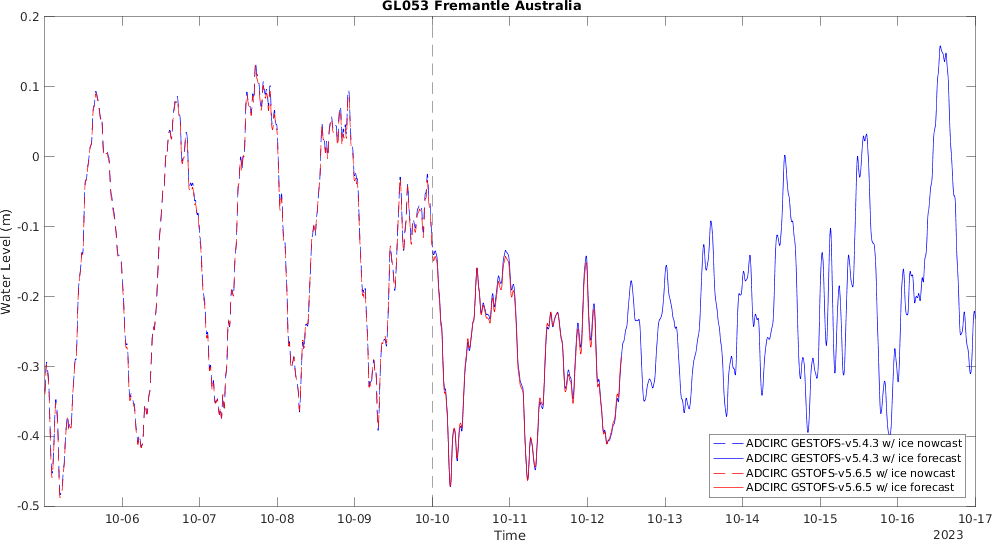 GL053 Fremantle Australia
0.2
0.1
0
-0.1
-0.2
-0.3
-0.4
-0.5
Water Level (m)
ADCIRC GESTOFS-v5.4.3 w/ ice nowcast
ADCIRC GESTOFS-v5.4.3 w/ ice forecast
ADCIRC GSTOFS-v5.6.5 w/ ice nowcast
ADCIRC GSTOFS-v5.6.5 w/ ice forecast
10-06 10-07 10-08 10-09 10-10 10-11 10-12 10-13 10-14 10-15 10-16 10-17
Time
2023